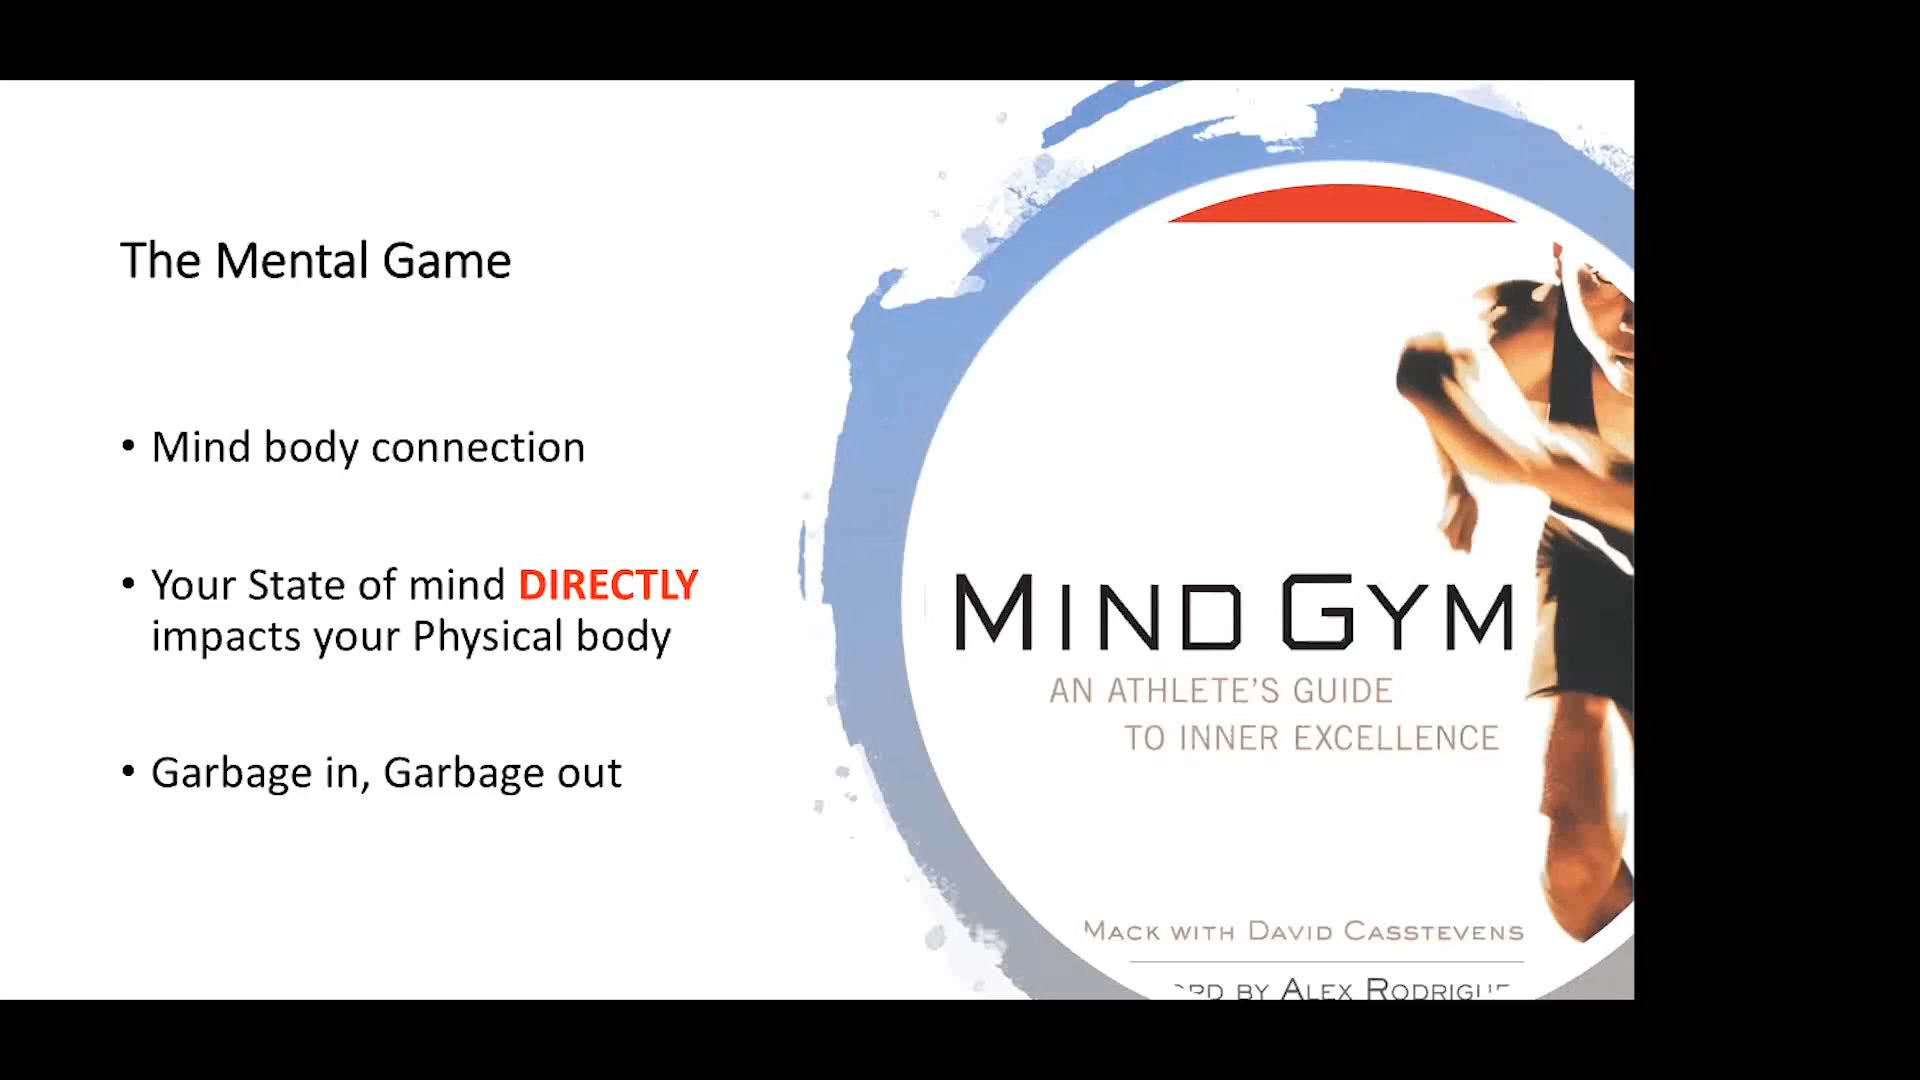 The Mental Game
• Mind body connection
• Your State of mind DIRECTLY
impacts your Physical body
• Garbage in, Garbage out
MIND GYM
AN ATHLETE'S GUIDE
TO INNER EXCELLENCE
MACK WITH DAVID CASSTEVENS
BY ALEX